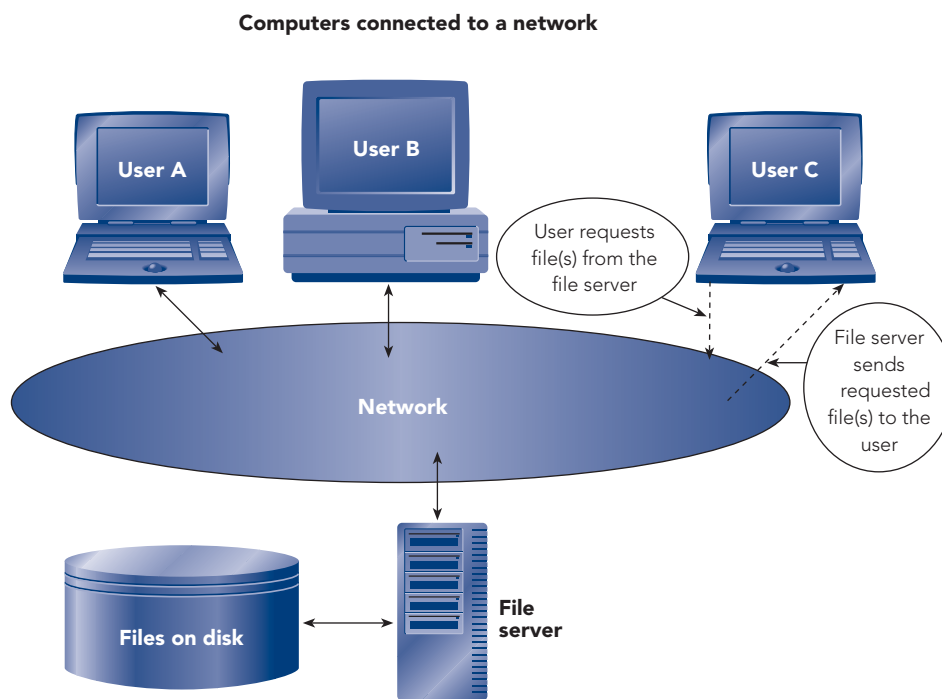 Computers connected to a network
User A
User B
User C
User requests
file(s) from the
file server
File server
sends
requested
file(s) to the
user
Network
Files on disk
File
server